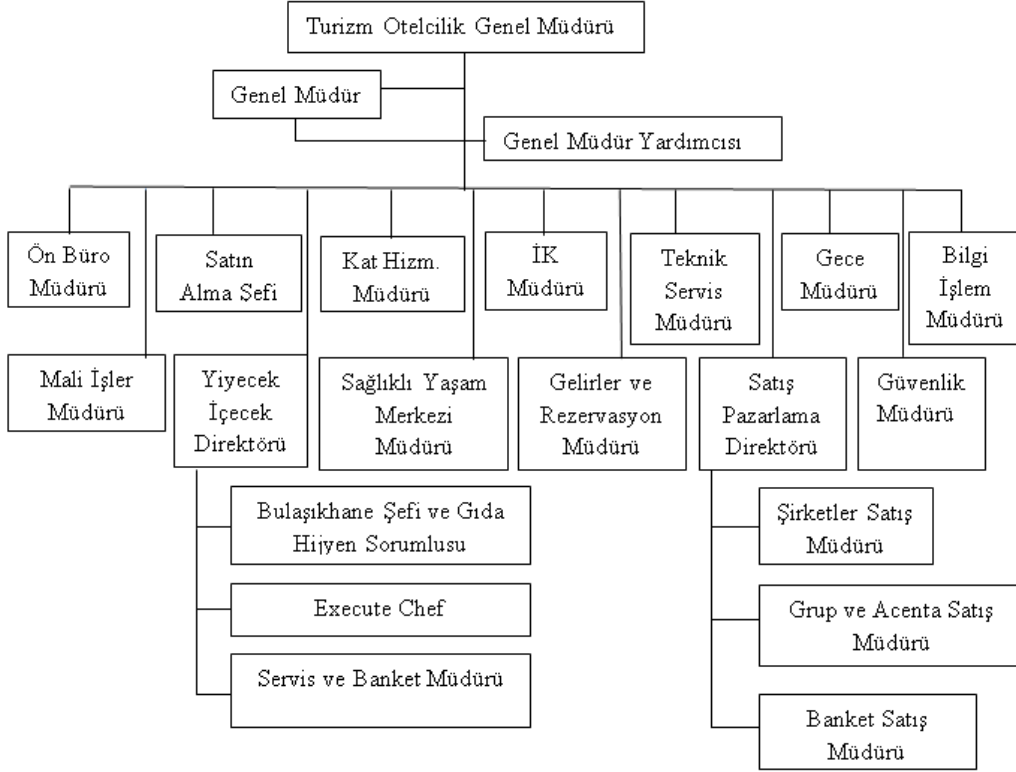 Turizm Otelcilik Genel Müdürü
Genel Müdür
Genel Müdür Yardımcısı
Ön Büro
Müdürü
Satın
Alma Şefi
Kat Hizm.
Müdürü
İK
Müdürü
Teknik
Servis
Müdürü
Gece
Müdürü
Bilgi
İşlem
Müdürü
Mali İşler
Müdürü
Yiyecek
İçecek
Direktörü
Sağlıklı Yaşam
Merkezi
Müdürü
Gelirler ve
Rezervasyon
Müdürü
Satış
Pazarlama
Direktörü
Güvenlik
Müdürü
Bulaşıkhane Şefi ve Gıda
Hijyen Sorumlusu
Execute Chef
Servis ve Banket Müdürü
Şirketler Satış
Müdürü
Grup ve Acenta Satış
Müdürü
Banket Satış
Müdürü